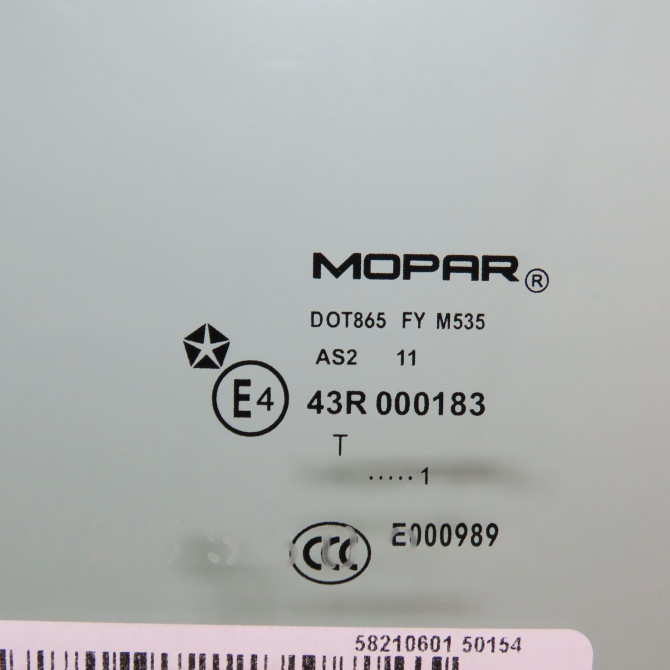 MOPAR®
DOT865 FY M535
AS2 11
E4 43R 000183
T
.....1
CCC E000989
58210601 50154